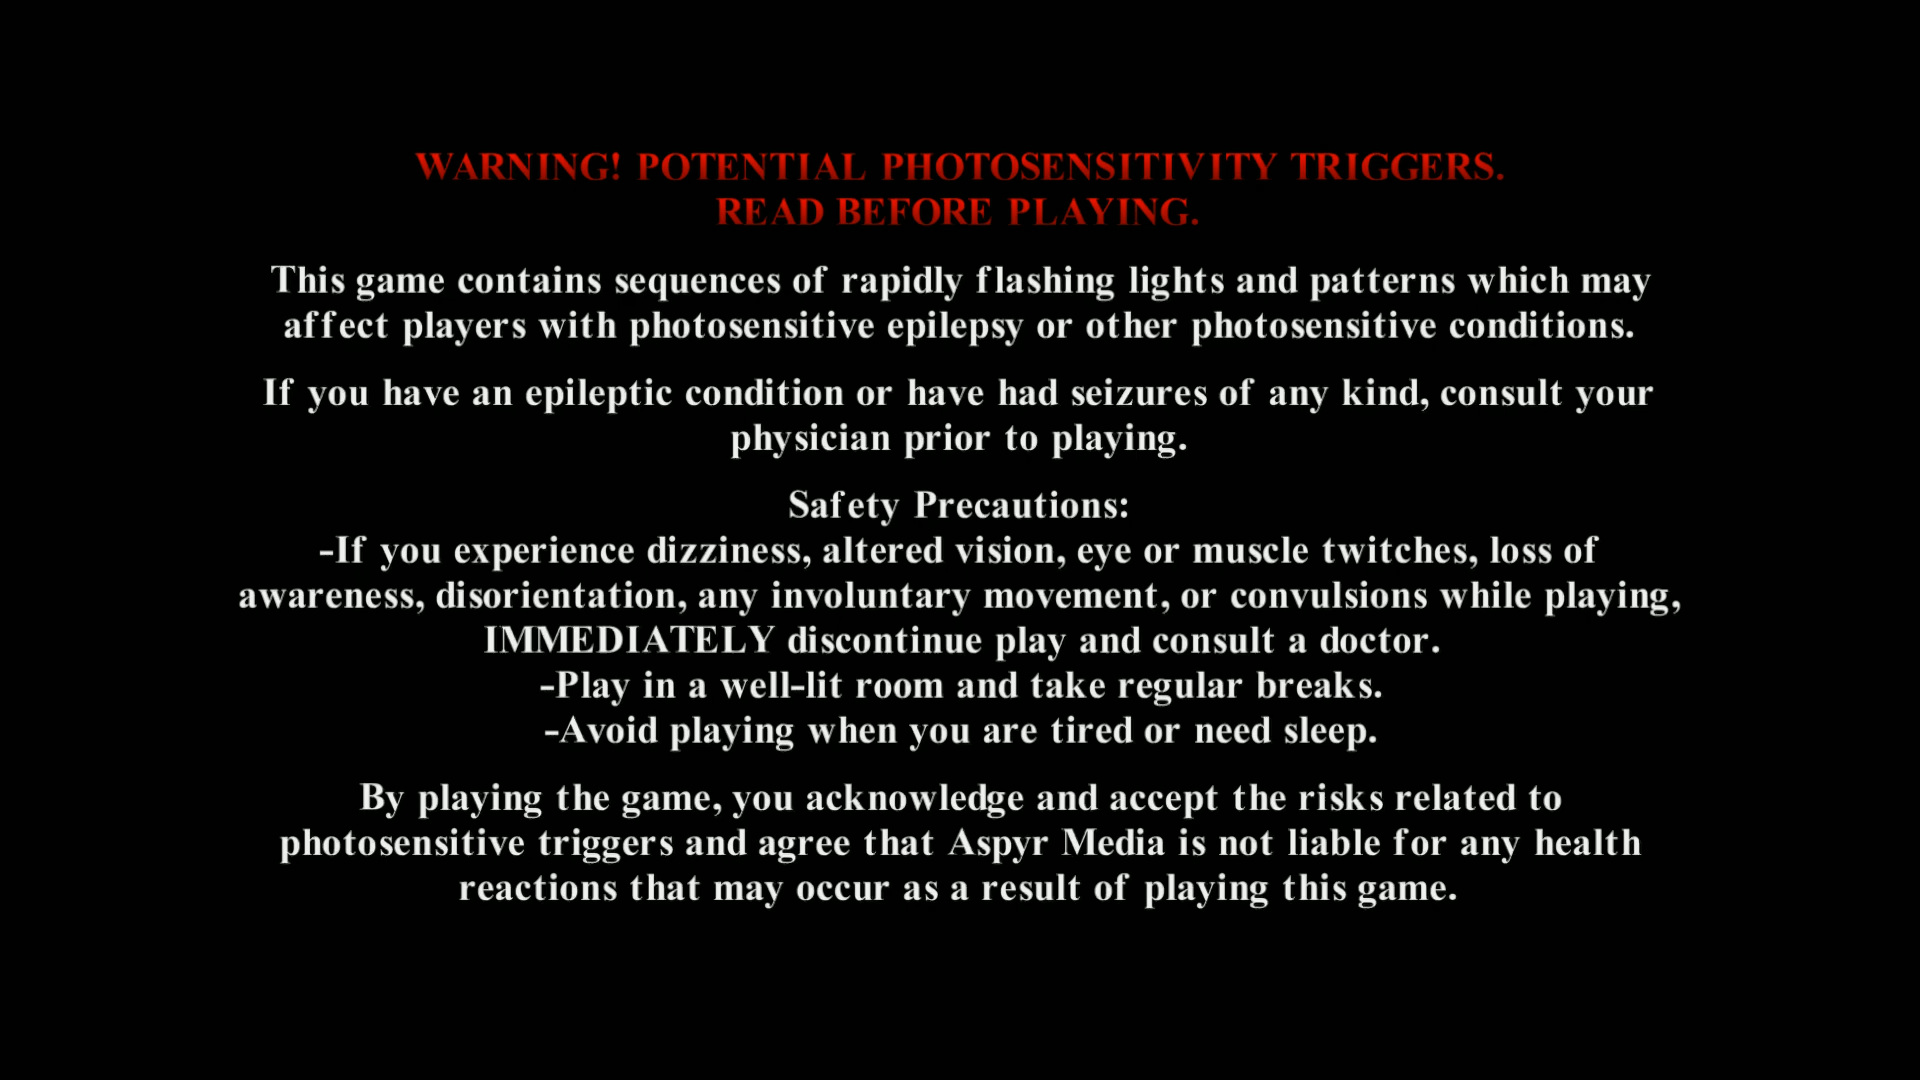 WARNING! POTENTIAL PHOTOSENSITIVITY TRIGGERS.
READ BEFORE PLAYING.
This game contains sequences of rapidly flashing lights and patterns which may
affect players with photosensitive epilepsy or other photosensitive conditions.
If you have an epileptic condition or have had seizures of any kind, consult your
physician prior to playing.
Safety Precautions:
-If you experience dizziness, altered vision, eye or muscle twitches, loss of
awareness, disorientation, any involuntary movement, or convulsions while playing,
IMMEDIATELY discontinue play and consult a doctor.
-Play in a well-lit room and take regular breaks.
-Avoid playing when you are tired or need sleep.
By playing the game, you acknowledge and accept the risks related to
photosensitive triggers and agree that Aspyr Media is not liable for any health
reactions that may occur as a result of playing this game.